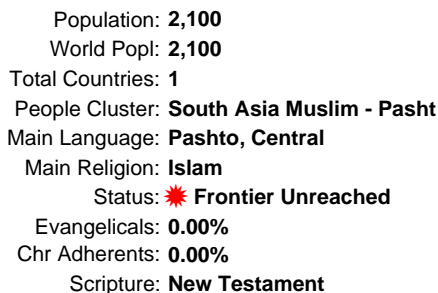 Population: 2,100
World Popl: 2,100
Total Countries: 1
People Cluster: South Asia Muslim - Pasht
Main Language: Pashto, Central
Main Religion: Islam
Status: Frontier Unreached
Evangelicals: 0.00%
Chr Adherents: 0.00%
Scripture: New Testament